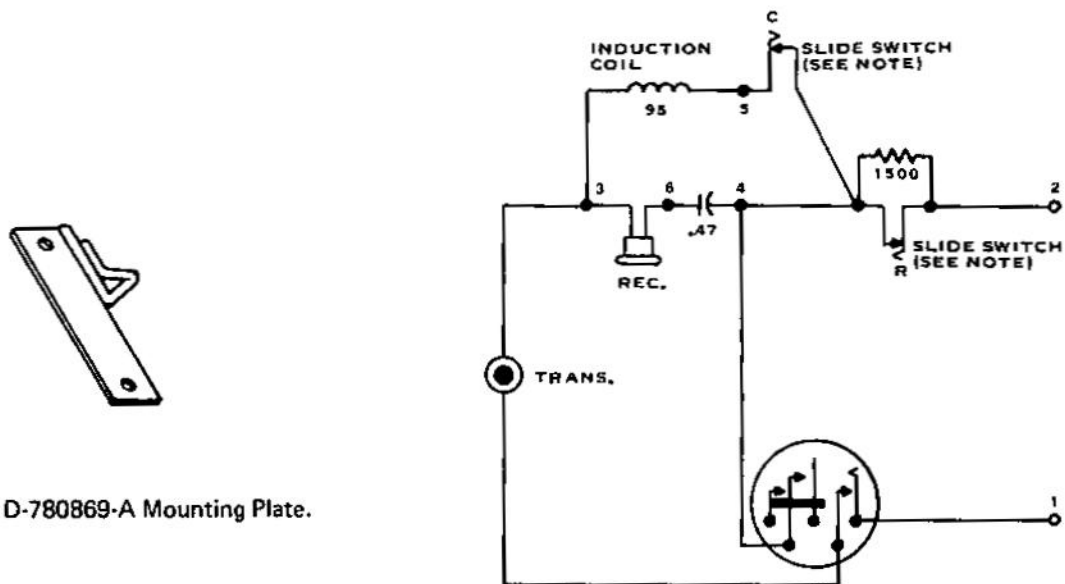 C
INDUCTION
COIL
SLIDE SWITCH
(SEE NOTE)
95
5
1500
3
6
4
2
.47
SLIDE SWITCH
(SEE NOTE)
R
REC.
TRANS.
D-780869-A Mounting Plate.
1